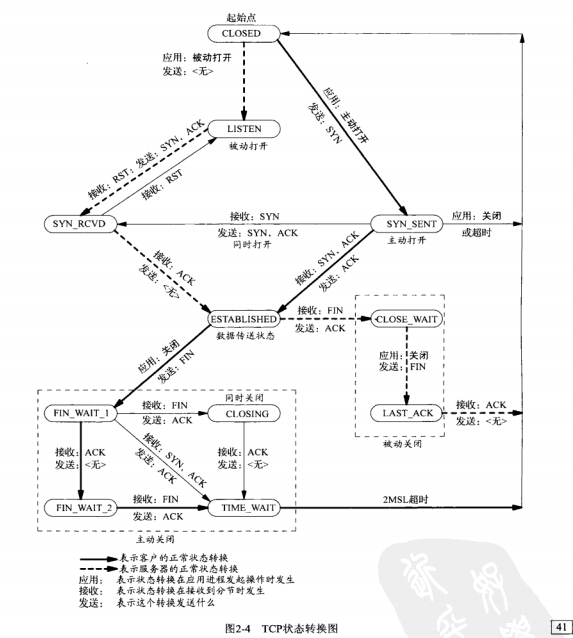 起始点
CLOSED
应用：被动打开
发送：<无>
应用：主动打开
发送：SYN
LISTEN
被动打开
接收：RST；发送：SYN，ACK
接收：RST
SYN_RCVD
接收：SYN
发送：SYN，ACK
同时打开
SYN_SENT
主动打开
应用：关闭
或超时
接收：ACK
发送：<无>
接收：SYN，ACK
发送：ACK
ESTABLISHED
数据传送状态
接收：FIN
发送：ACK
CLOSE_WAIT
应用：关闭
发送：FIN
应用：关闭
发送：FIN
LAST_ACK
接收：ACK
发送：<无>
被动关闭
同时关闭
FIN_WAIT_1
接收：FIN
发送：ACK
CLOSING
接收：ACK
发送：<无>
接收：SYN，ACK
发送：ACK
接收：ACK
发送：<无>
FIN_WAIT_2
接收：FIN
发送：ACK
TIME_WAIT
2MSL超时
主动关闭
表示客户的正常状态转换
表示服务器的正常状态转换
应用： 表示状态转换在应用进程发起操作时发生
接收： 表示状态转换在接收到分节时发生
发送： 表示这个转换发送什么
图2-4 TCP状态转换图
41